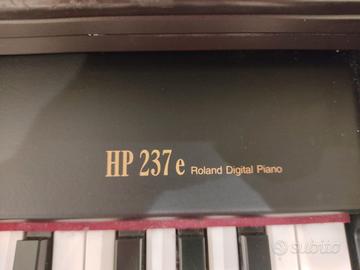 HP 237e Roland Digital Piano
subito